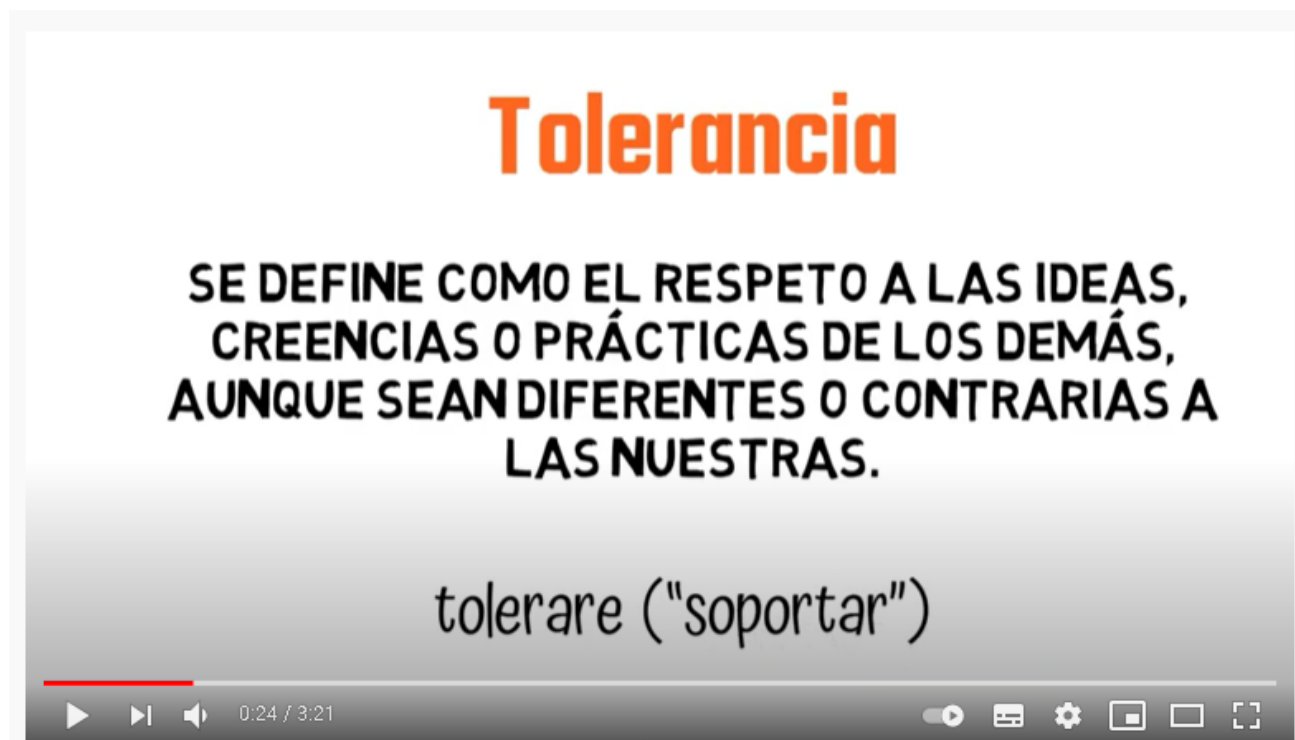 Tolerancia
SE DEFINE COMO EL RESPETO A LAS IDEAS,
CREENCIAS O PRÁCTICAS DE LOS DEMÁS,
AUNQUE SEAN DIFERENTES O CONTRARIAS A
LAS NUESTRAS.
tolerare ("soportar")
0:24 / 3:21